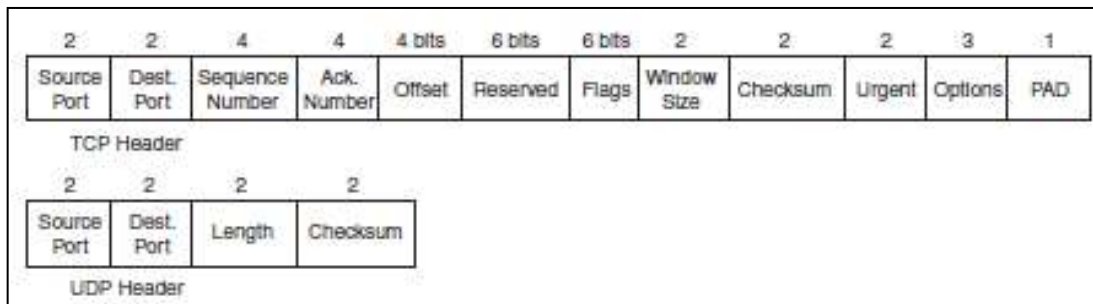 2 2 4 4 4 bits 6 bits 6 bits 2 2 2 3 1
Source Port Dest. Port Sequence Number Ack. Number Offset Reserved Flags Window Size Checksum Urgent Options PAD
TCP Header
2 2 2 2
Source Port Dest. Port Length Checksum
UDP Header